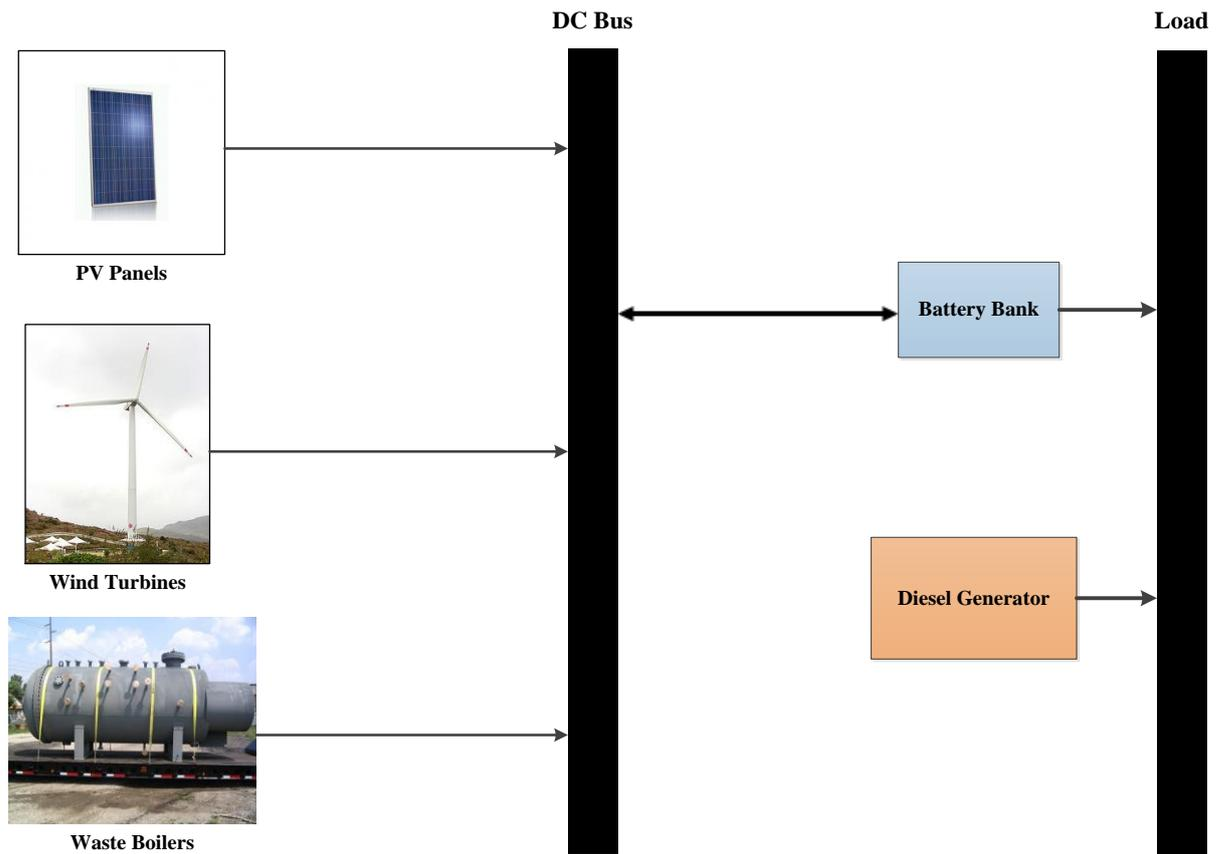 DC Bus
Load
PV Panels
Battery Bank
Wind Turbines
Diesel Generator
Waste Boilers